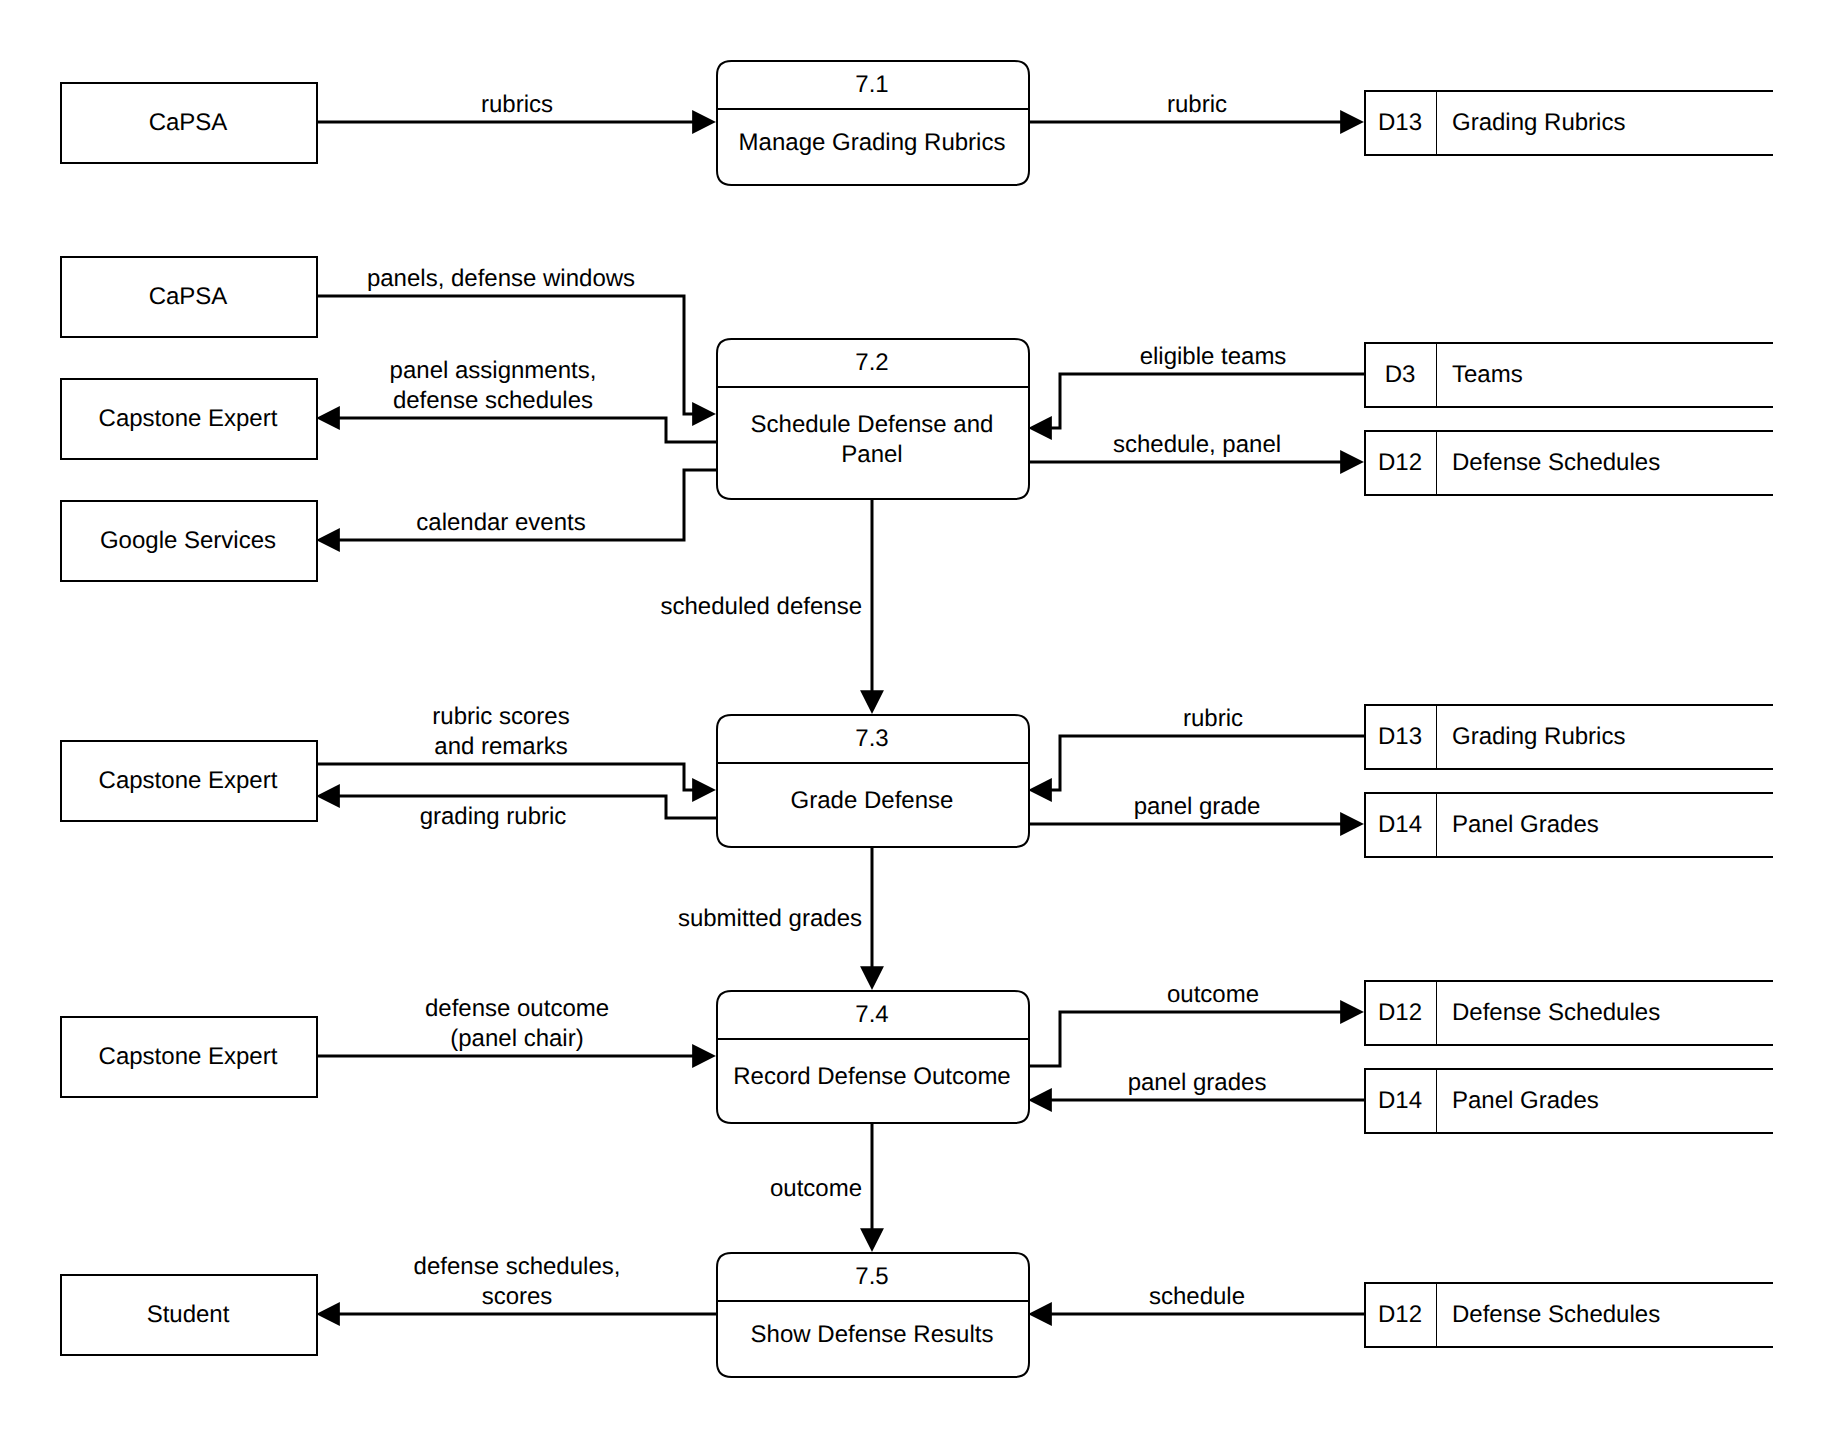 CaPSA
rubrics
7.1
Manage Grading Rubrics
rubric
D13
Grading Rubrics
CaPSA
panels, defense windows
Capstone Expert
panel assignments,
defense schedules
Google Services
calendar events
7.2
Schedule Defense and
Panel
eligible teams
D3
Teams
schedule, panel
D12
Defense Schedules
scheduled defense
Capstone Expert
rubric scores
and remarks
grading rubric
7.3
Grade Defense
rubric
D13
Grading Rubrics
panel grade
D14
Panel Grades
submitted grades
Capstone Expert
defense outcome
(panel chair)
7.4
Record Defense Outcome
outcome
D12
Defense Schedules
panel grades
D14
Panel Grades
outcome
Student
defense schedules,
scores
7.5
Show Defense Results
schedule
D12
Defense Schedules